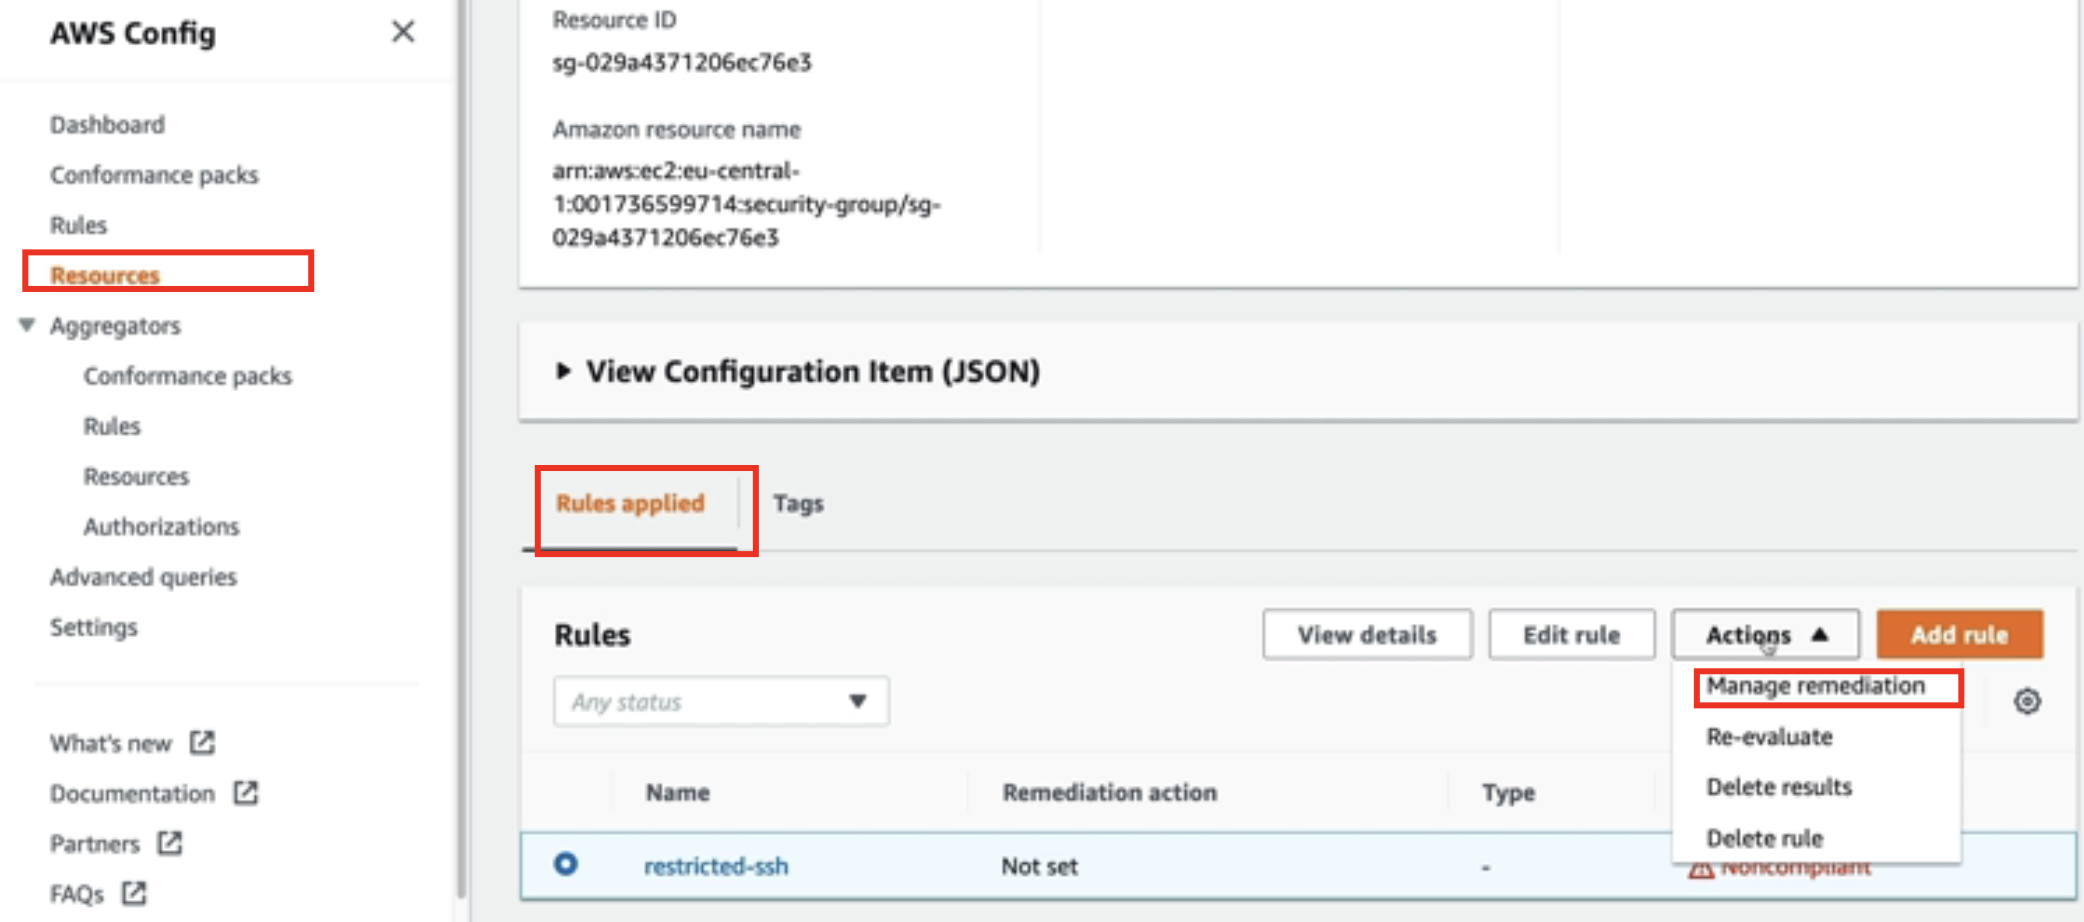 AWS Config
Dashboard
Conformance packs
Rules
Resources
Aggregators
Conformance packs
Rules
Resources
Authorizations
Advanced queries
Settings
What's new
Documentation
Partners
FAQs
Resource ID
sg-029a4371206ec76e3
Amazon resource name
arn:aws:ec2:eu-central-
1:001736599714:security-group/sg-
029a4371206ec76e3
View Configuration Item (JSON)
Rules applied Tags
Rules View details Edit rule Actions Add rule
Manage remediation
Re-evaluate
Delete results
Delete rule
Any status
Name Remediation action Type
restricted-ssh Not set - Noncompliant